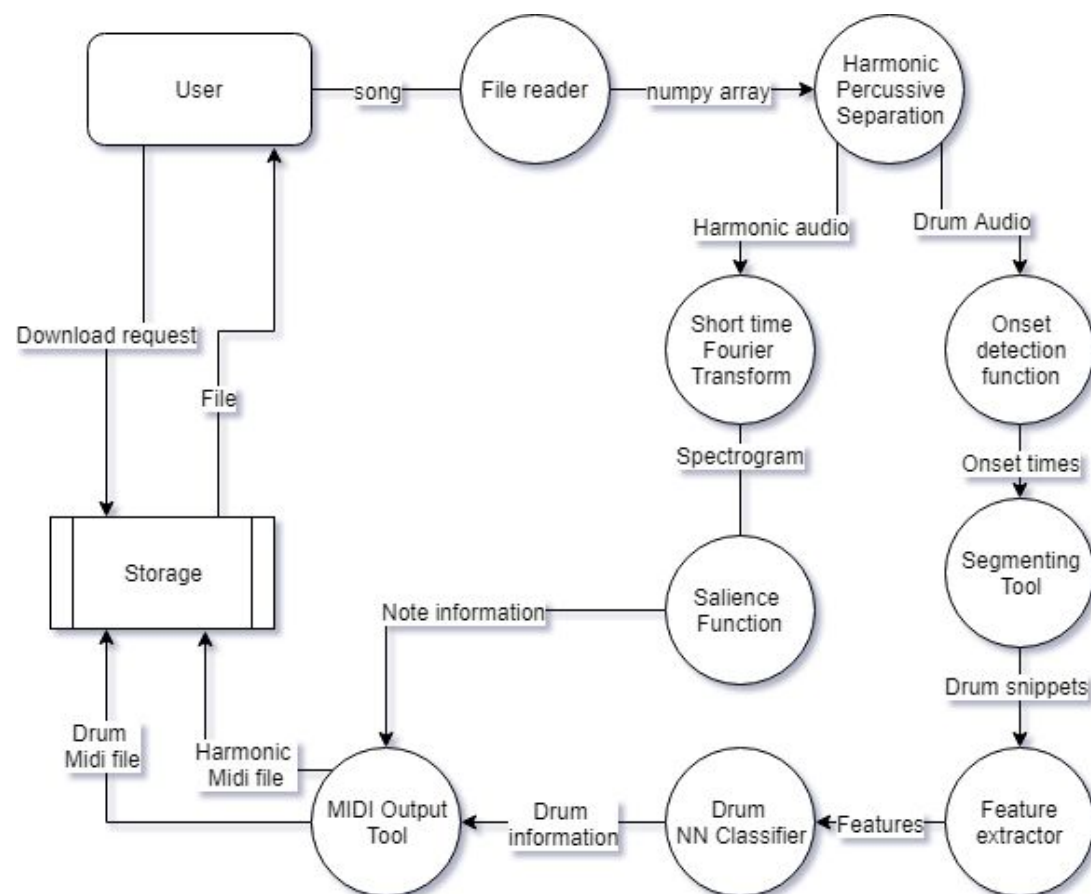 User
song
File reader
numpy array
Harmonic
Percussive
Separation
Harmonic audio
Drum Audio
Short time
Fourier
Transform
Onset
detection
function
Download request
File
Spectrogram
Onset times
Storage
Segmenting
Tool
Note information
Salience
Function
Drum snippets
Drum
Midi file
Harmonic
Midi file
MIDI Output
Tool
Drum
information
Drum
NN Classifier
Features
Feature
extractor